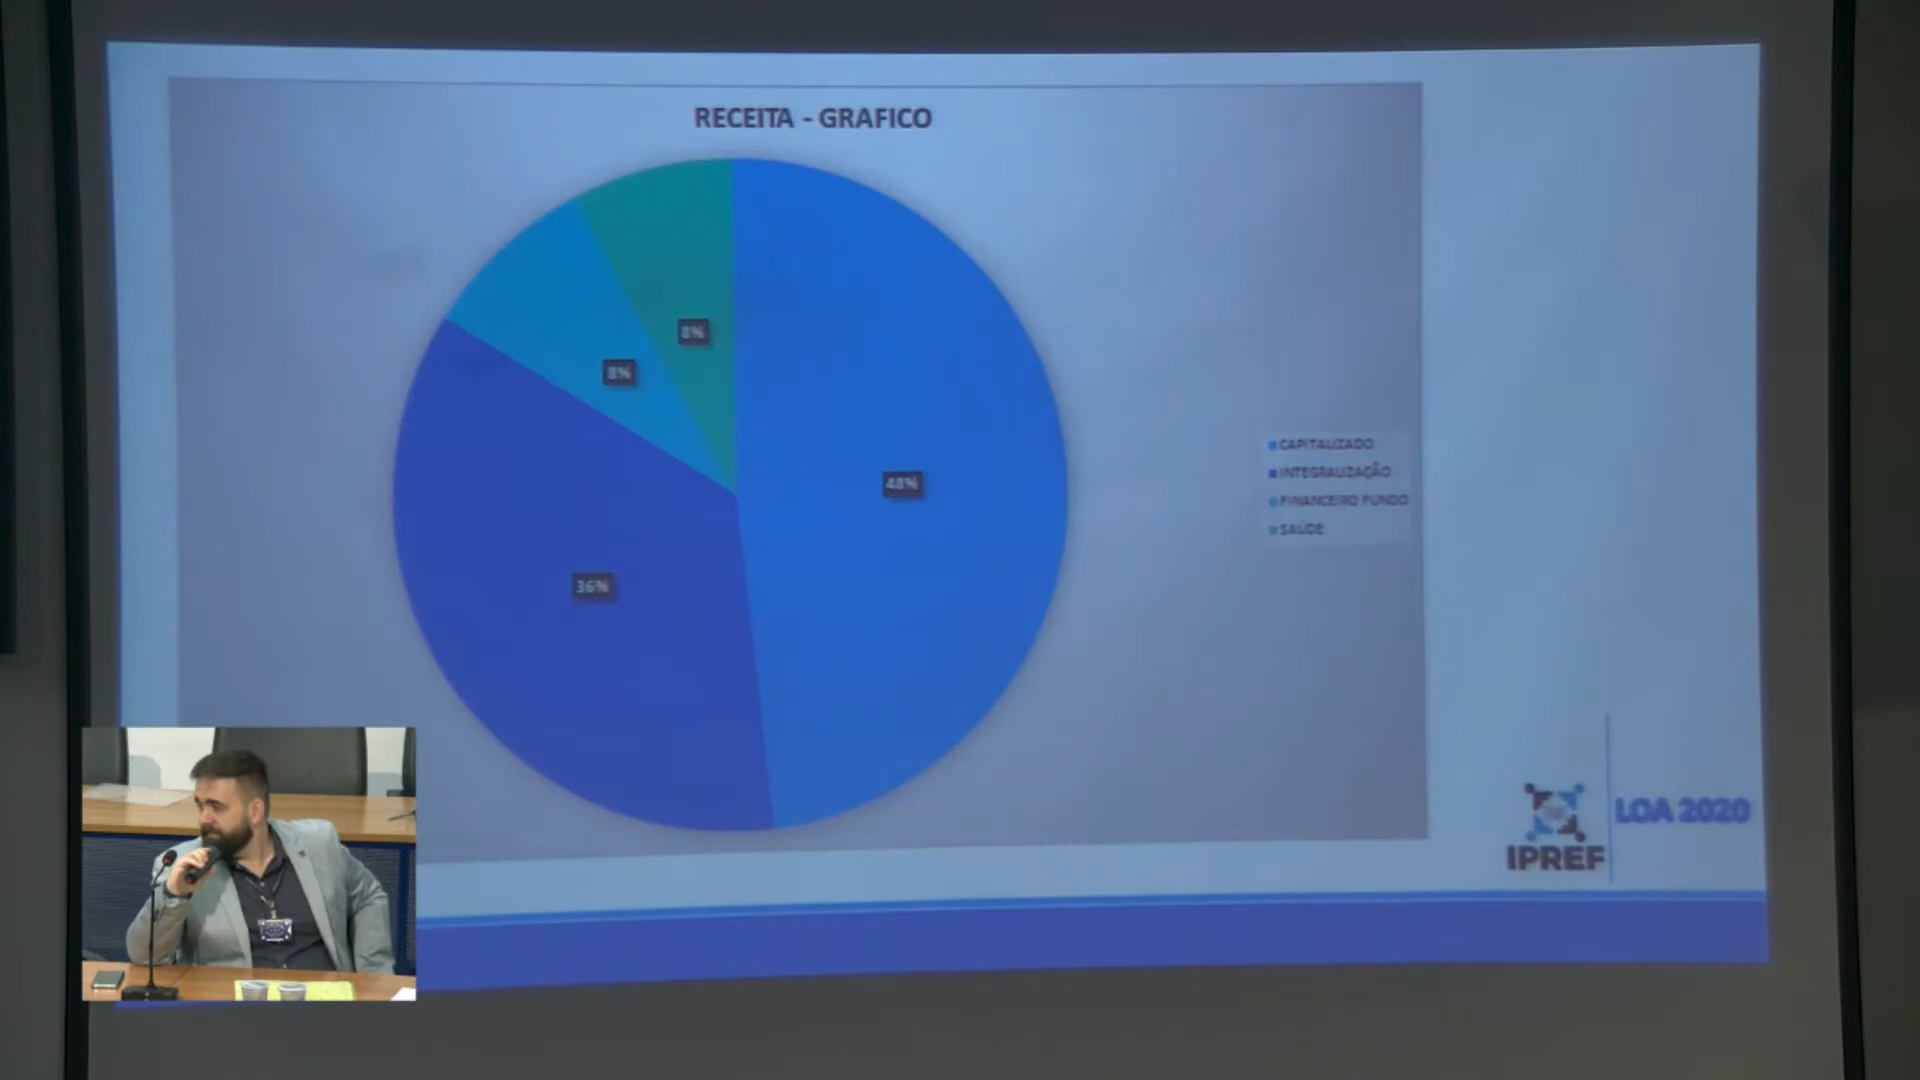 RECEITA - GRAFICO
8%
8%
48%
36%
CAPITALIZADO
INTEGRALIZAÇÃO
FINANCEIRO FUNDO
SAÚDE
LOA 2020
IPREF